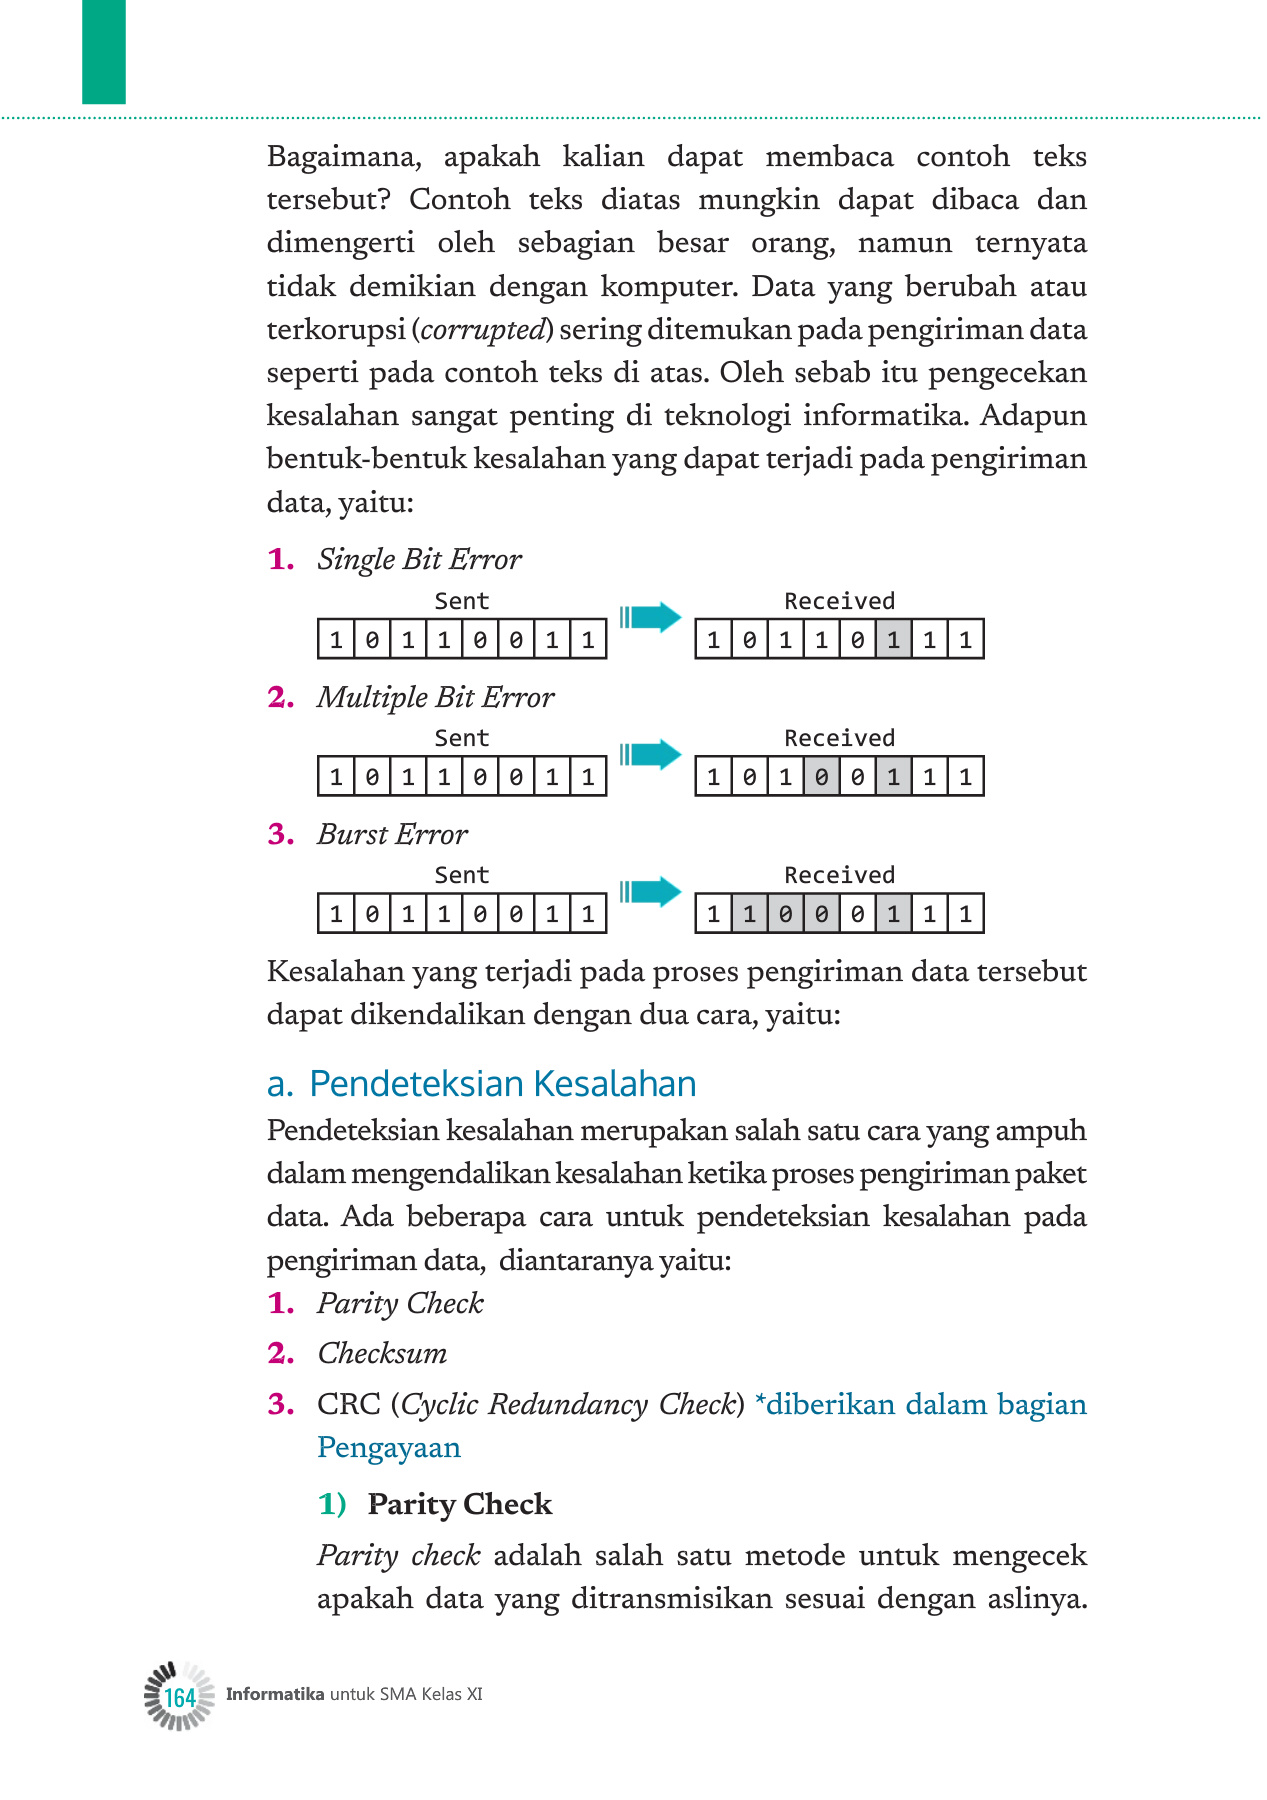 Bagaimana, apakah kalian dapat membaca contoh teks
tersebut? Contoh teks diatas mungkin dapat dibaca dan
dimengerti oleh sebagian besar orang, namun ternyata
tidak demikian dengan komputer. Data yang berubah atau
terkorupsi (corrupted) sering ditemukan pada pengiriman data
seperti pada contoh teks di atas. Oleh sebab itu pengecekan
kesalahan sangat penting di teknologi informatika. Adapun
bentuk-bentuk kesalahan yang dapat terjadi pada pengiriman
data, yaitu:
1. Single Bit Error
Sent Received
1 0 1 1 0 0 1 1 1 0 1 1 0 1 1 1
2. Multiple Bit Error
Sent Received
1 0 1 1 0 0 1 1 1 0 1 0 0 1 1 1
3. Burst Error
Sent Received
1 0 1 1 0 0 1 1 1 1 0 0 0 1 1 1
Kesalahan yang terjadi pada proses pengiriman data tersebut
dapat dikendalikan dengan dua cara, yaitu:
a. Pendeteksian Kesalahan
Pendeteksian kesalahan merupakan salah satu cara yang ampuh
dalam mengendalikan kesalahan ketika proses pengiriman paket
data. Ada beberapa cara untuk pendeteksian kesalahan pada
pengiriman data, diantaranya yaitu:
1. Parity Check
2. Checksum
3. CRC (Cyclic Redundancy Check) *diberikan dalam bagian
Pengayaan
1) Parity Check
Parity check adalah salah satu metode untuk mengecek
apakah data yang ditransmisikan sesuai dengan aslinya.
164 Informatika untuk SMA Kelas XI